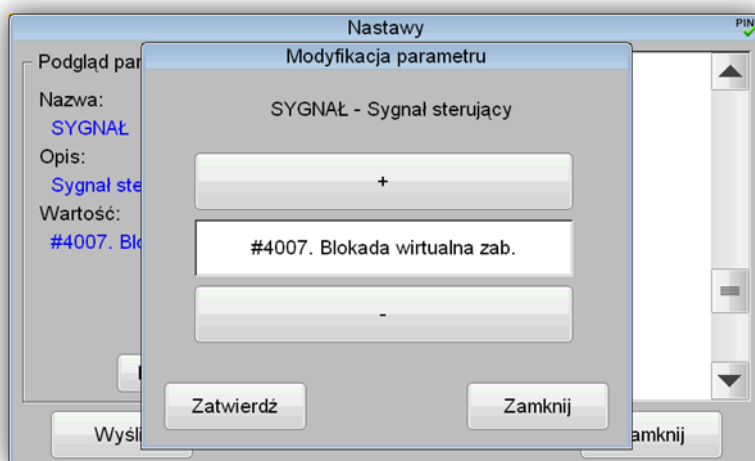 Nastawy
PIN
Modyfikacja parametru
Podgląd par
Nazwa:
SYGNAŁ
Opis:
Sygnał ste
Wartość:
#4007. Blo
SYGNAŁ - Sygnał sterujący
+
#4007. Blokada wirtualna zab.
-
Zatwierdź
Zamknij
Wyśli
amknij